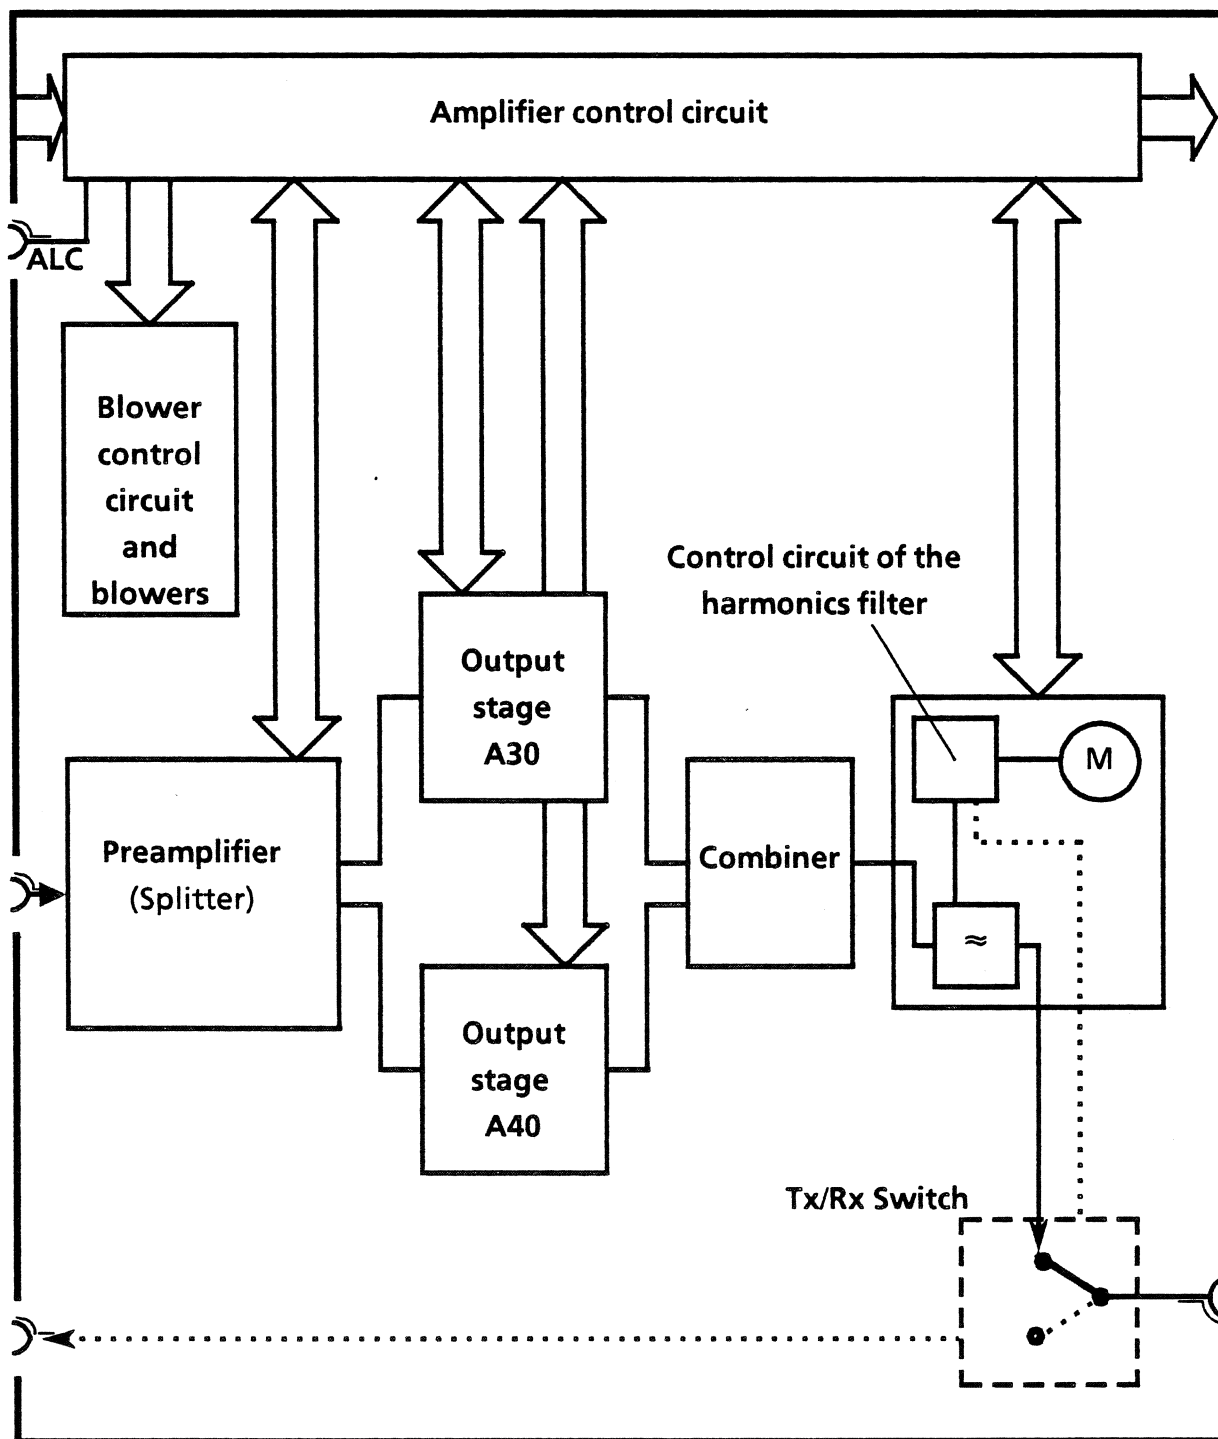 Amplifier control circuit
ALC
Blower
control
circuit
and
blowers
Control circuit of the
harmonics filter
Output
stage
A30
M
Preamplifier
(Splitter)
Combiner
≈
Output
stage
A40
Tx/Rx Switch